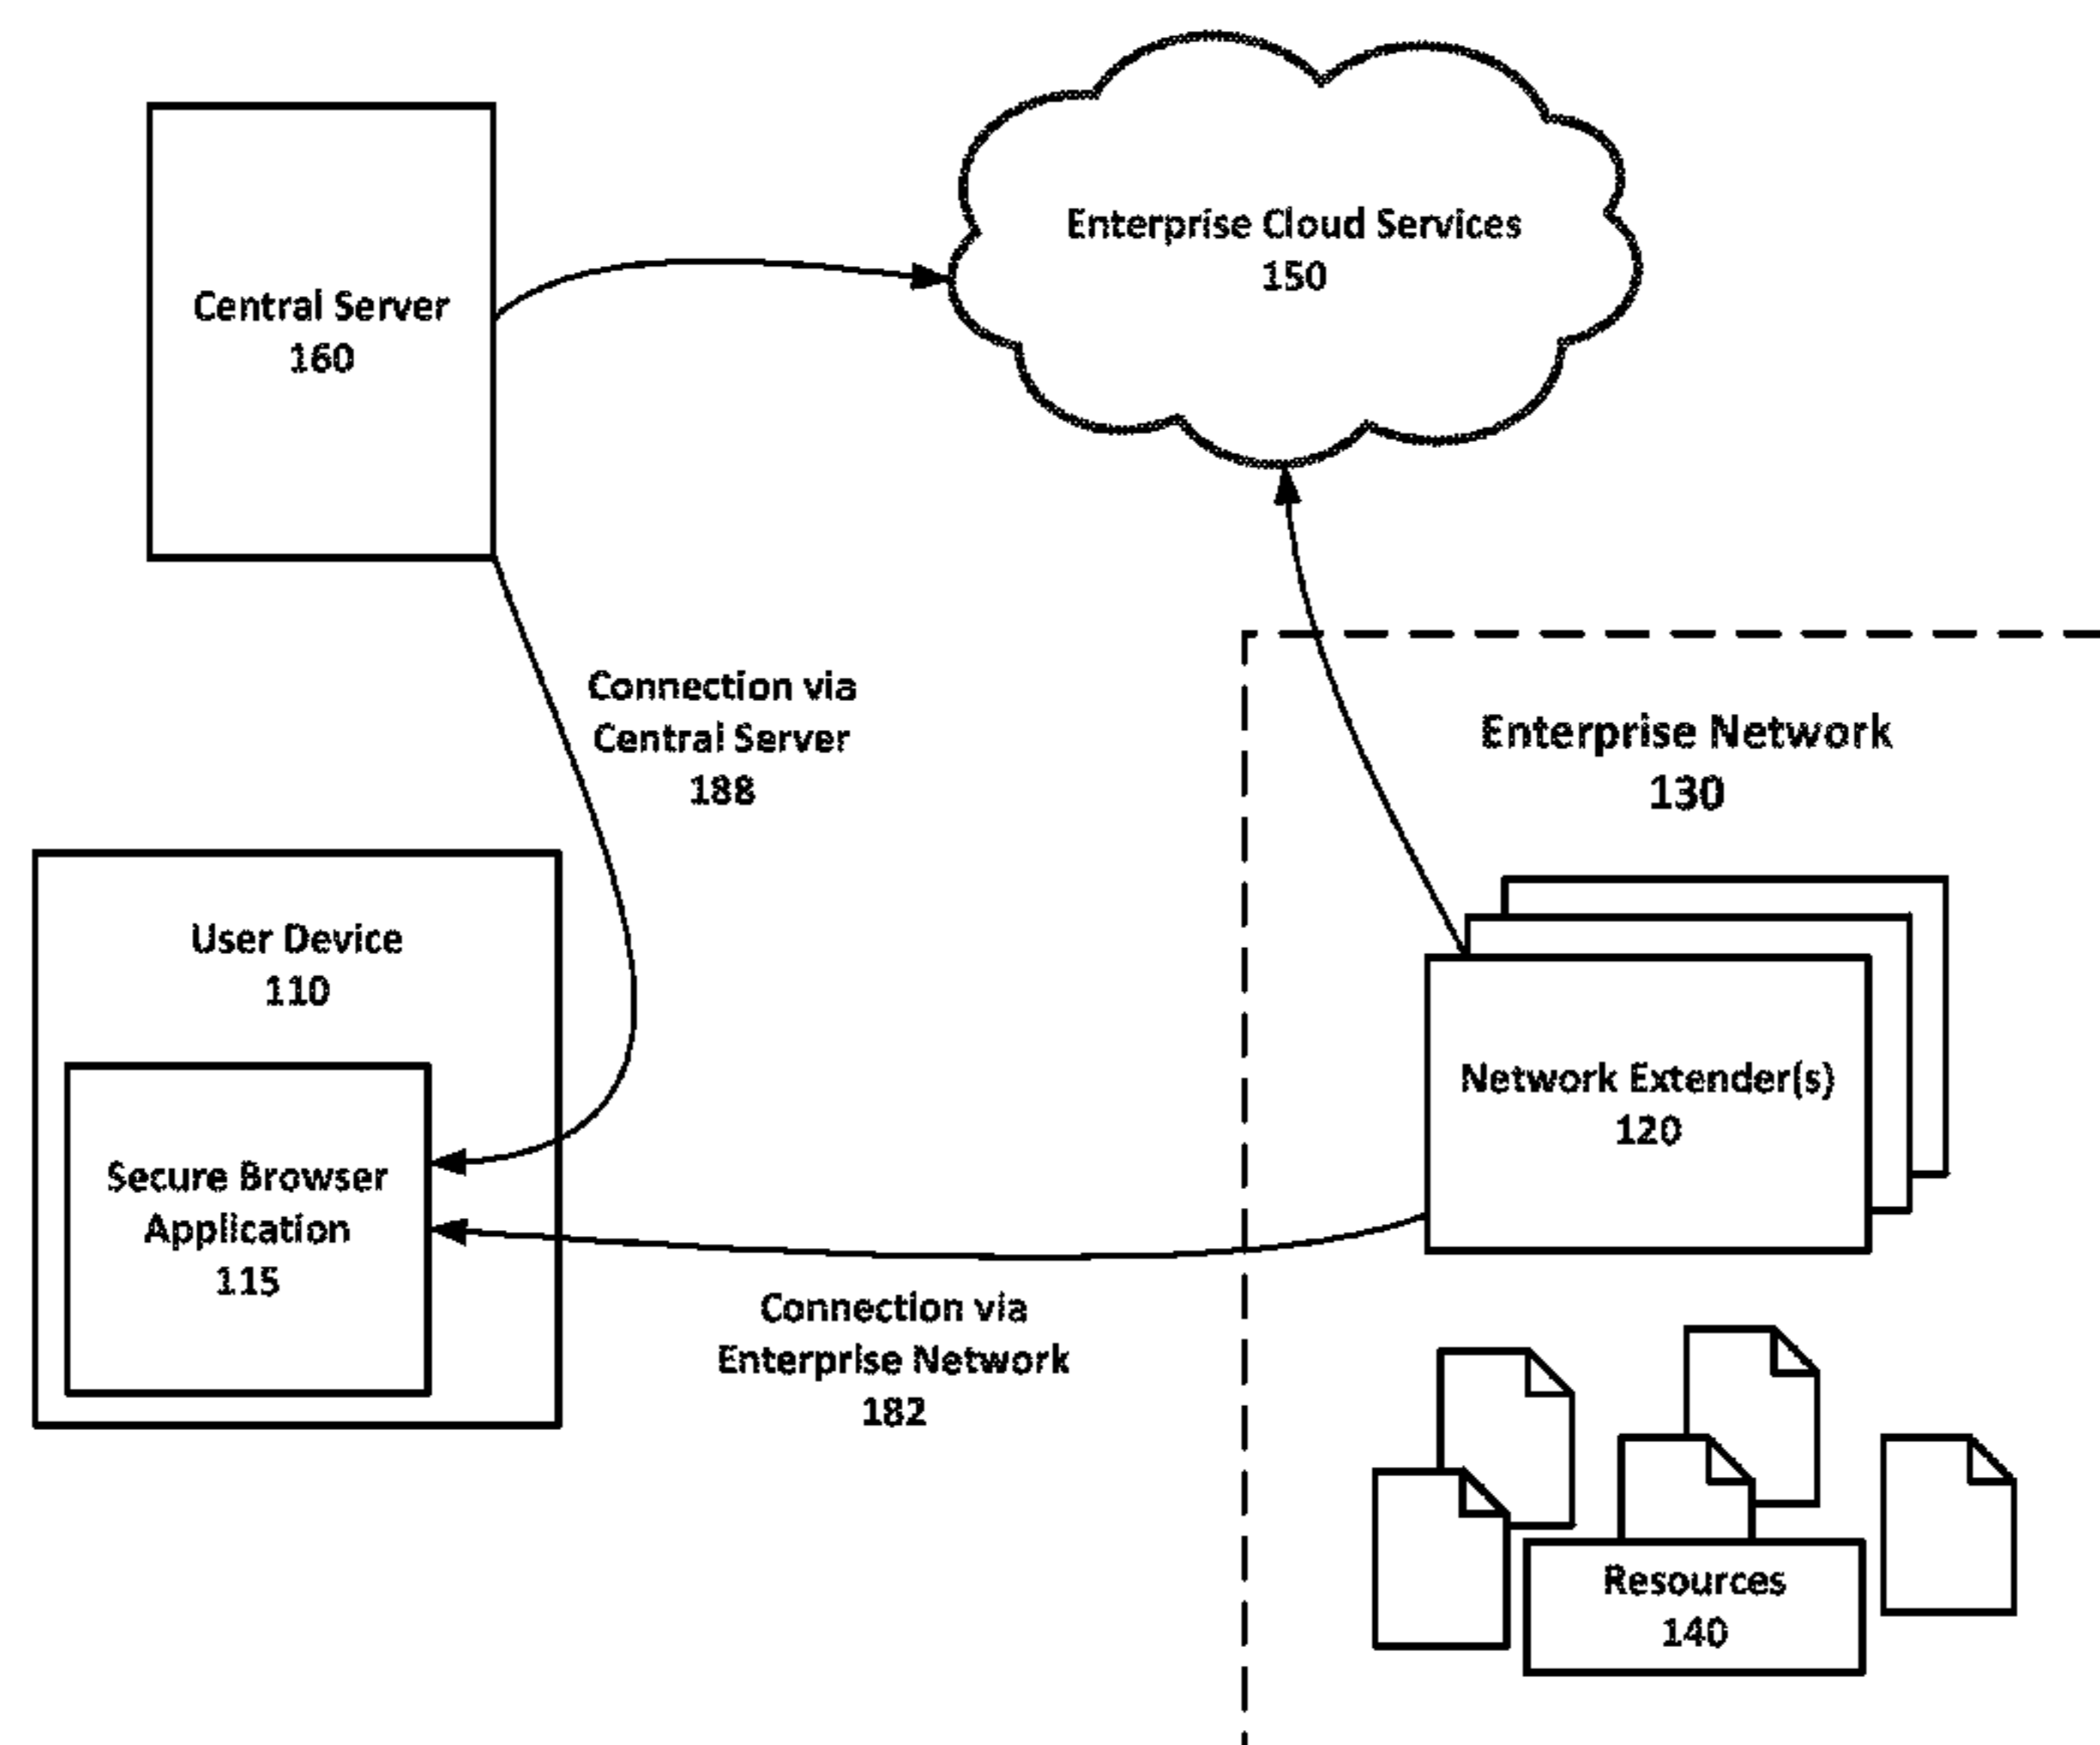 Enterprise Cloud Services
150
Central Server
160
Connection via
Central Server
188
Enterprise Network
130
User Device
110
Network Extender(s)
120
Secure Browser
Application
115
Connection via
Enterprise Network
182
Resources
140